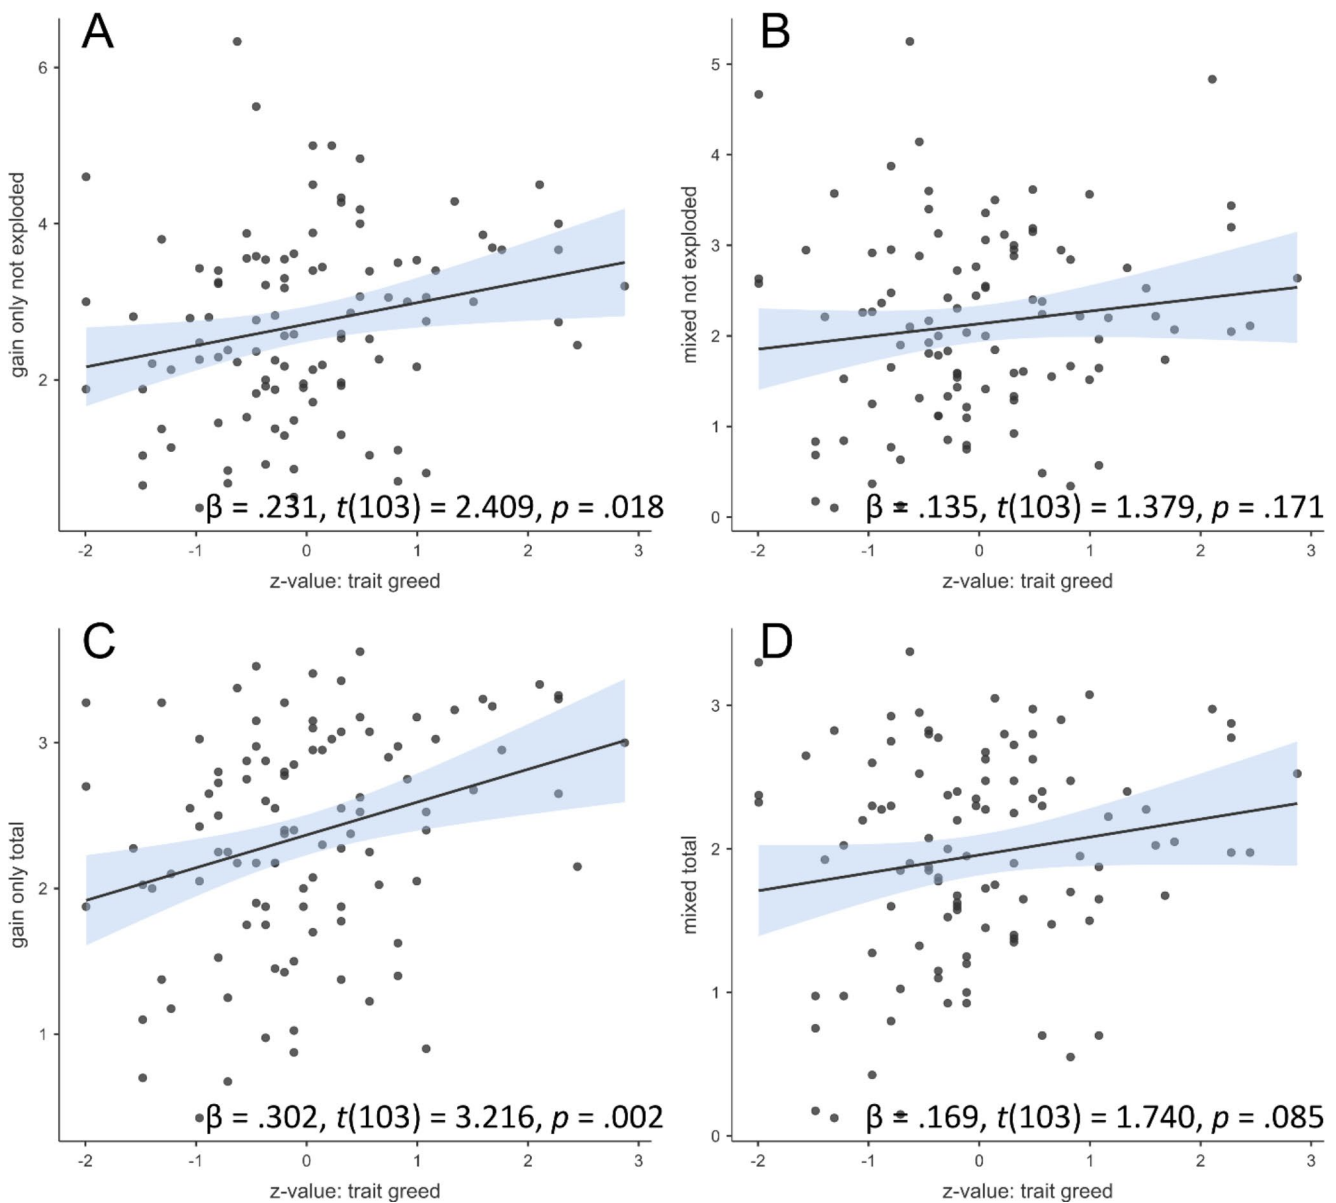 A
B
6
4
2
gain only not exploded
β = .231, t(103) = 2.409, p = .018
-2 -1 0 1 2 3
z-value: trait greed
5
4
3
2
1
0
mixed not exploded
β = .135, t(103) = 1.379, p = .171
-2 -1 0 1 2 3
z-value: trait greed
C
D
3
2
1
gain only total
β = .302, t(103) = 3.216, p = .002
-2 -1 0 1 2 3
z-value: trait greed
3
2
1
0
mixed total
β = .169, t(103) = 1.740, p = .085
-2 -1 0 1 2 3
z-value: trait greed